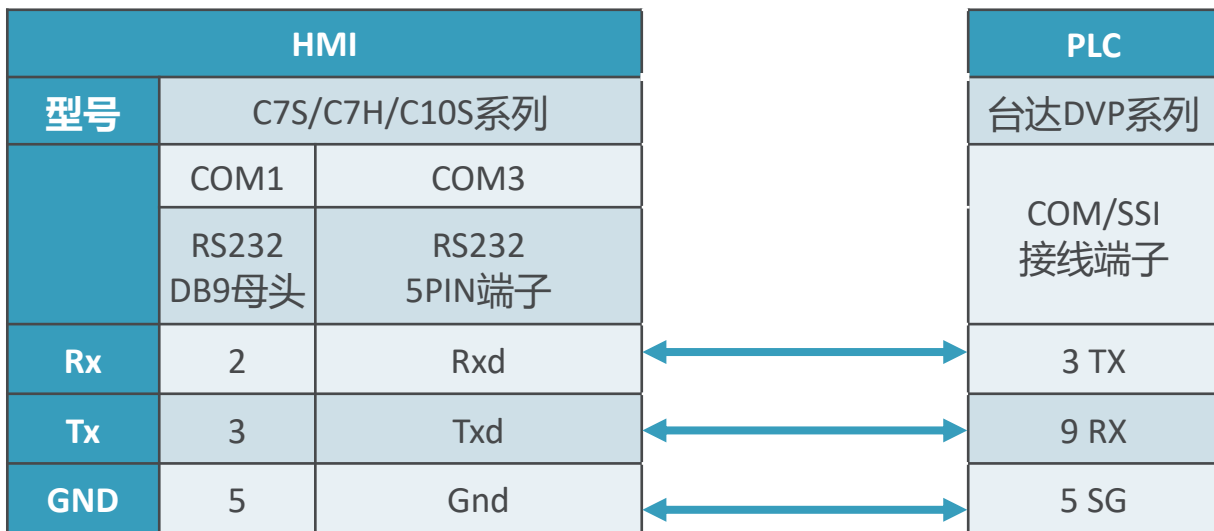 HMI
PLC
型号
C7S/C7H/C10S系列
台达DVP系列
COM1
COM3
COM/SSI
接线端子
RS232
DB9母头
RS232
5PIN端子
Rx
2
Rxd
3 TX
Tx
3
Txd
9 RX
GND
5
Gnd
5 SG